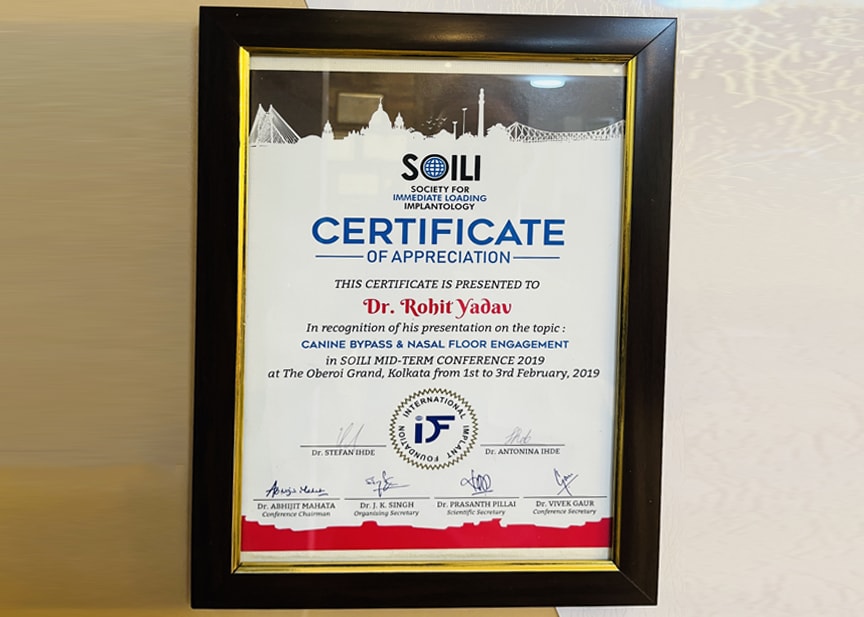 SOILI
SOCIETY FOR
IMMEDIATE LOADING
IMPLANTOLOGY
CERTIFICATE
OF APPRECIATION
THIS CERTIFICATE IS PRESENTED TO
Dr. Rohit Yadav
In recognition of his presentation on the topic :
CANINE BYPASS & NASAL FLOOR ENGAGEMENT
in SOILI MID-TERM CONFERENCE 2019
at The Oberoi Grand, Kolkata from 1st to 3rd February, 2019
INTERNATIONAL IMPLANT FOUNDATION
iDF
Dr. STEFAN IHDE
Dr. ANTONINA IHDE
Abhijit Mahata
Dr. ABHIJIT MAHATA
Conference Chairman
Dr. J. K. SINGH
Organising Secretary
Dr. PRASANTH PILLAI
Scientific Secretary
Dr. VIVEK GAUR
Conference Secretary